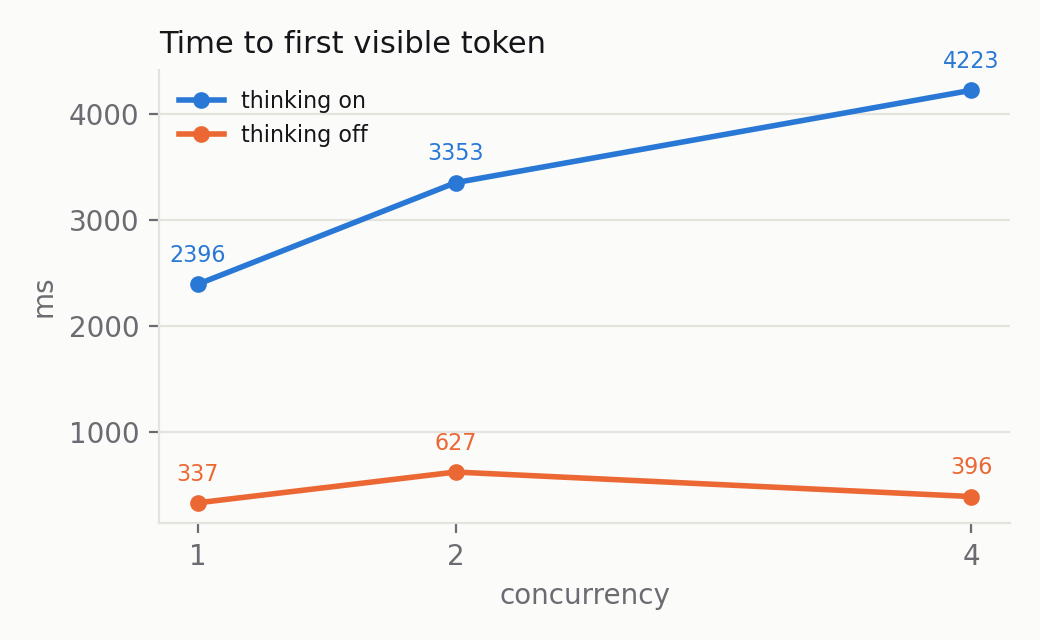 Time to first visible token
4223
thinking on
4000
thinking off
3353
3000
2396
ms
2000
1000
627
337
396
1 2 4
concurrency